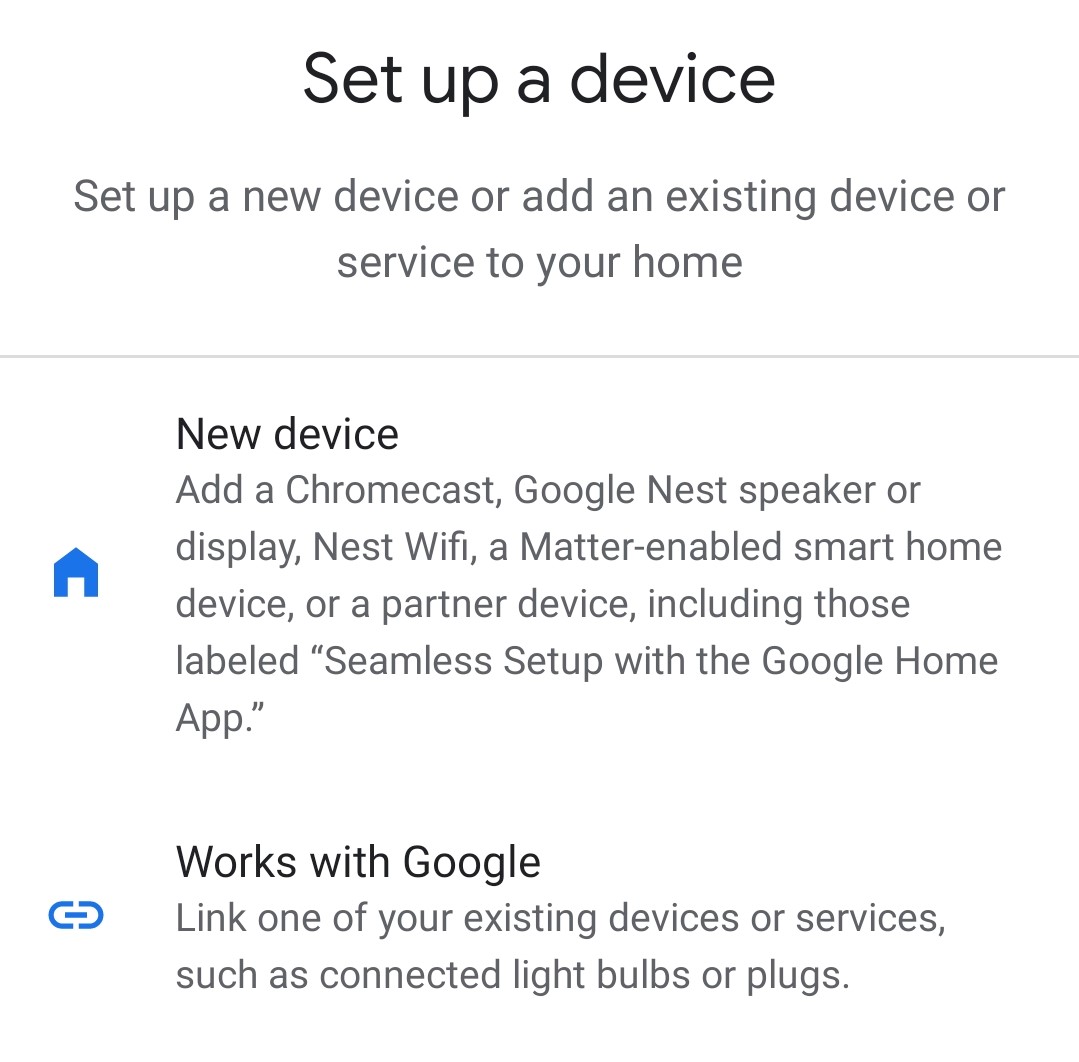 Set up a device
Set up a new device or add an existing device or
service to your home
New device
Add a Chromecast, Google Nest speaker or
display, Nest Wifi, a Matter-enabled smart home
device, or a partner device, including those
labeled “Seamless Setup with the Google Home
App.”
Works with Google
Link one of your existing devices or services,
such as connected light bulbs or plugs.